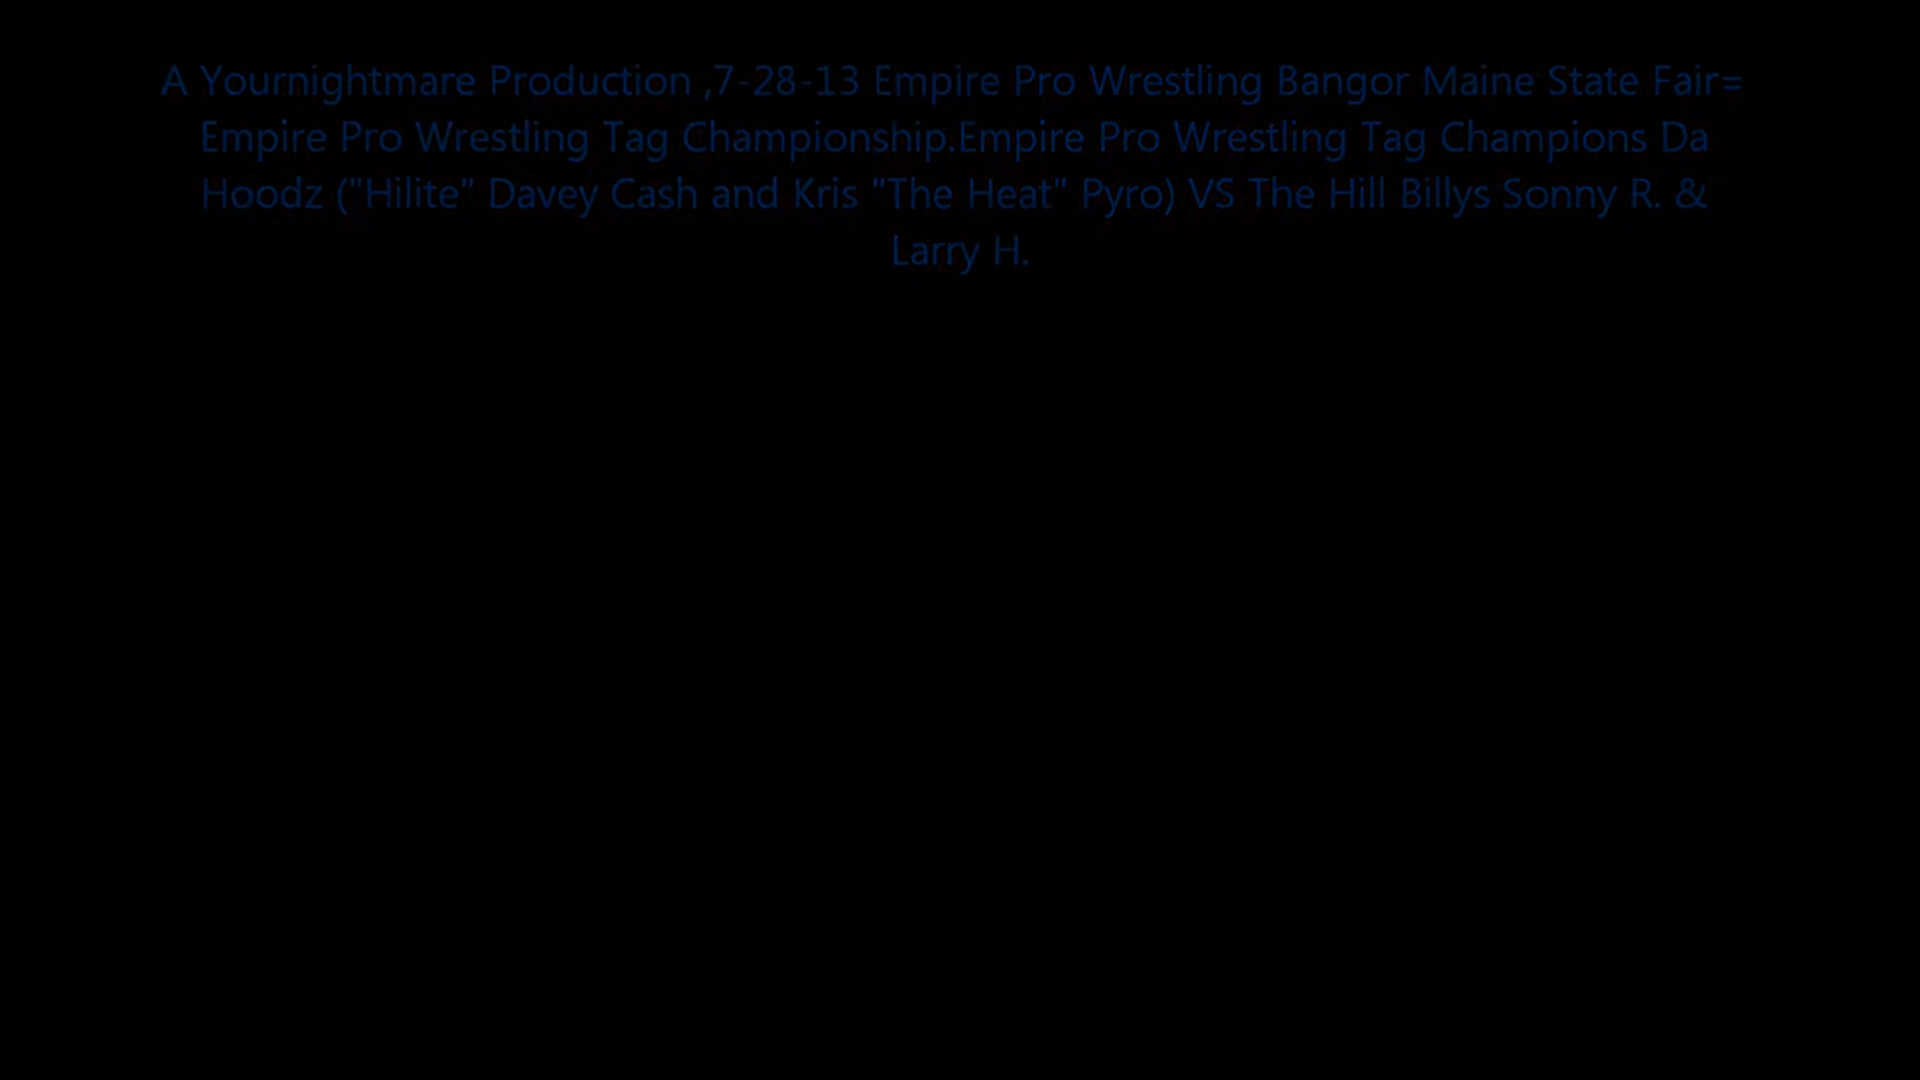 A Yournightmare Production ,7-28-13 Empire Pro Wrestling Bangor Maine State Fair=
Empire Pro Wrestling Tag Championship.Empire Pro Wrestling Tag Champions Da
Hoodz ("Hilite" Davey Cash and Kris "The Heat" Pyro) VS The Hill Billys Sonny R. &
Larry H.